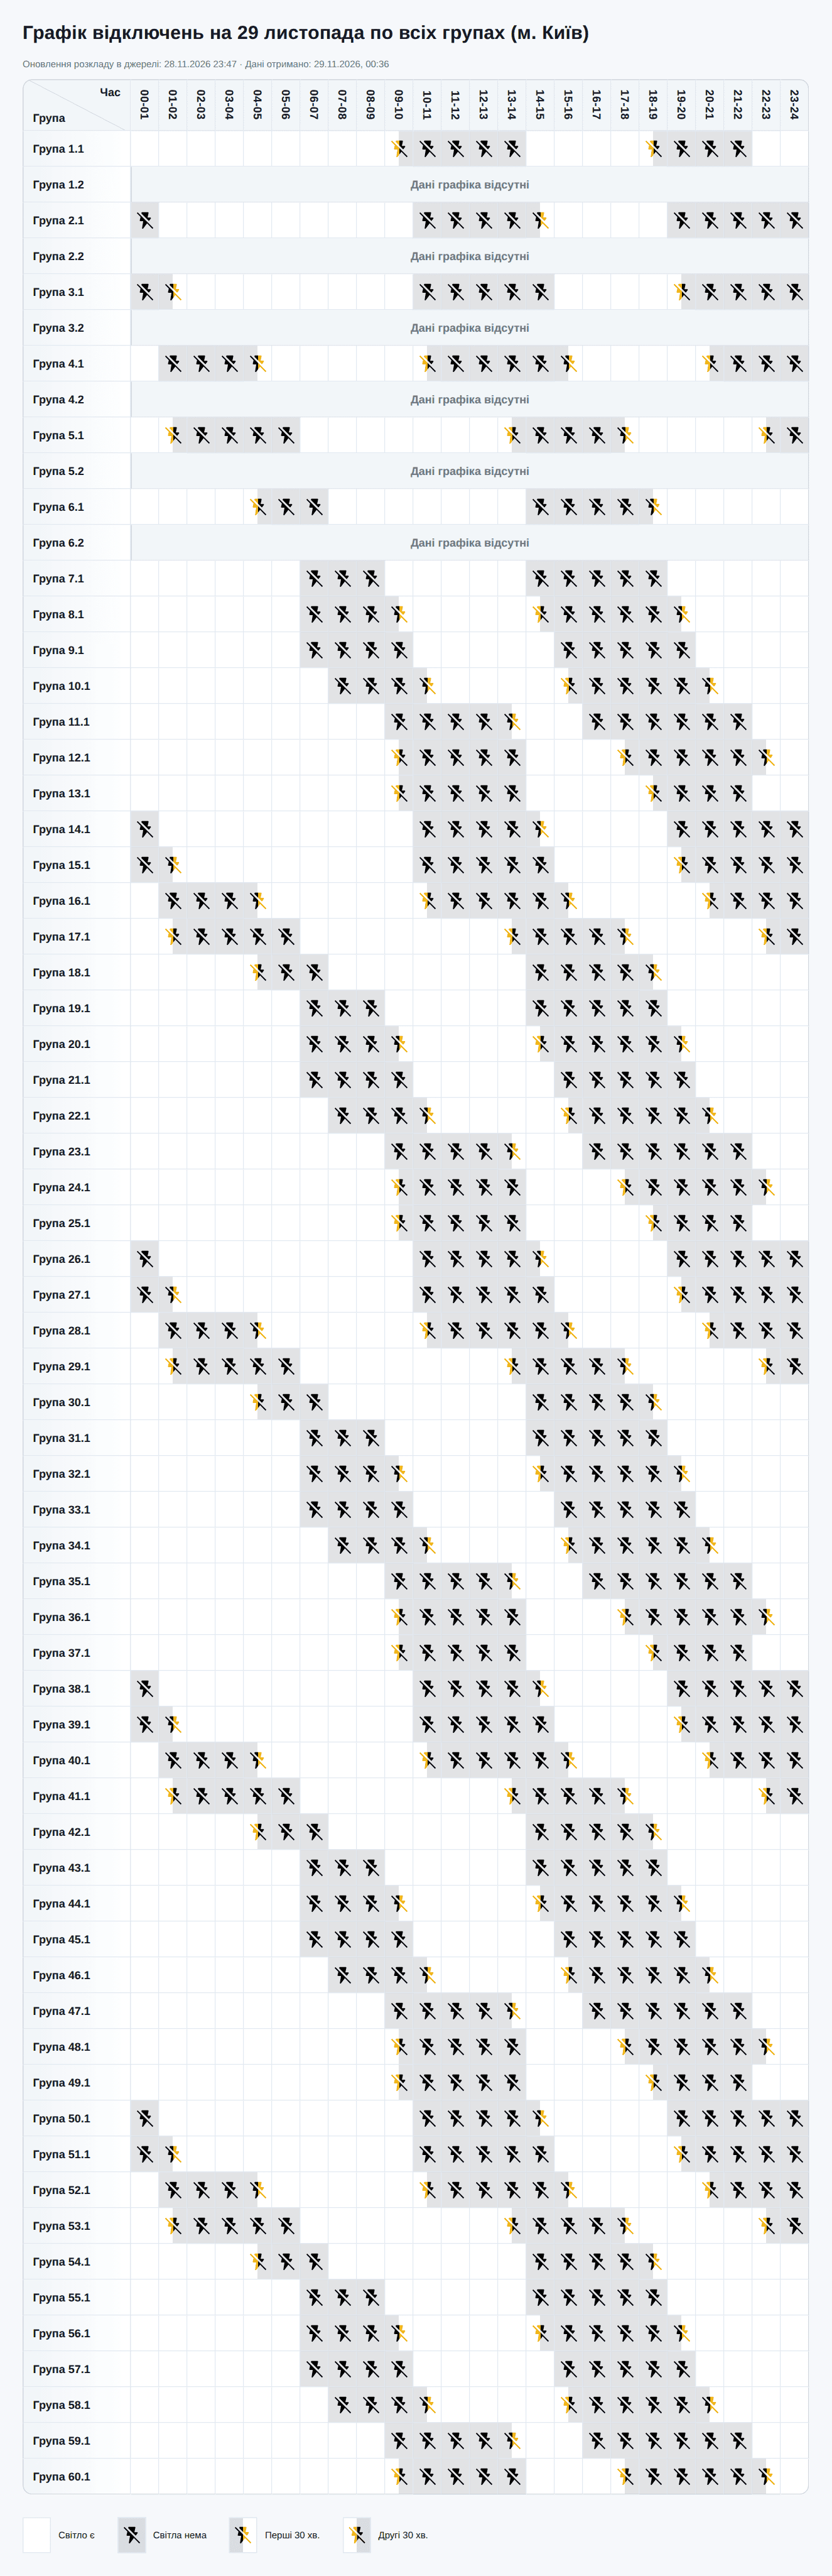 Графік відключень на 29 листопада по всіх групах (м. Київ)
Оновлення розкладу в джерелі: 28.11.2026 23:47 · Дані отримано: 29.11.2026, 00:36
Час
Група
00-01 01-02 02-03 03-04 04-05 05-06 06-07 07-08 08-09 09-10 10-11 11-12 12-13 13-14 14-15 15-16 16-17 17-18 18-19 19-20 20-21 21-22 22-23 23-24
Група 1.1
Група 1.2 Дані графіка відсутні
Група 2.1
Група 2.2 Дані графіка відсутні
Група 3.1
Група 3.2 Дані графіка відсутні
Група 4.1
Група 4.2 Дані графіка відсутні
Група 5.1
Група 5.2 Дані графіка відсутні
Група 6.1
Група 6.2 Дані графіка відсутні
Група 7.1
Група 8.1
Група 9.1
Група 10.1
Група 11.1
Група 12.1
Група 13.1
Група 14.1
Група 15.1
Група 16.1
Група 17.1
Група 18.1
Група 19.1
Група 20.1
Група 21.1
Група 22.1
Група 23.1
Група 24.1
Група 25.1
Група 26.1
Група 27.1
Група 28.1
Група 29.1
Група 30.1
Група 31.1
Група 32.1
Група 33.1
Група 34.1
Група 35.1
Група 36.1
Група 37.1
Група 38.1
Група 39.1
Група 40.1
Група 41.1
Група 42.1
Група 43.1
Група 44.1
Група 45.1
Група 46.1
Група 47.1
Група 48.1
Група 49.1
Група 50.1
Група 51.1
Група 52.1
Група 53.1
Група 54.1
Група 55.1
Група 56.1
Група 57.1
Група 58.1
Група 59.1
Група 60.1
Світло є Світла нема Перші 30 хв. Другі 30 хв.